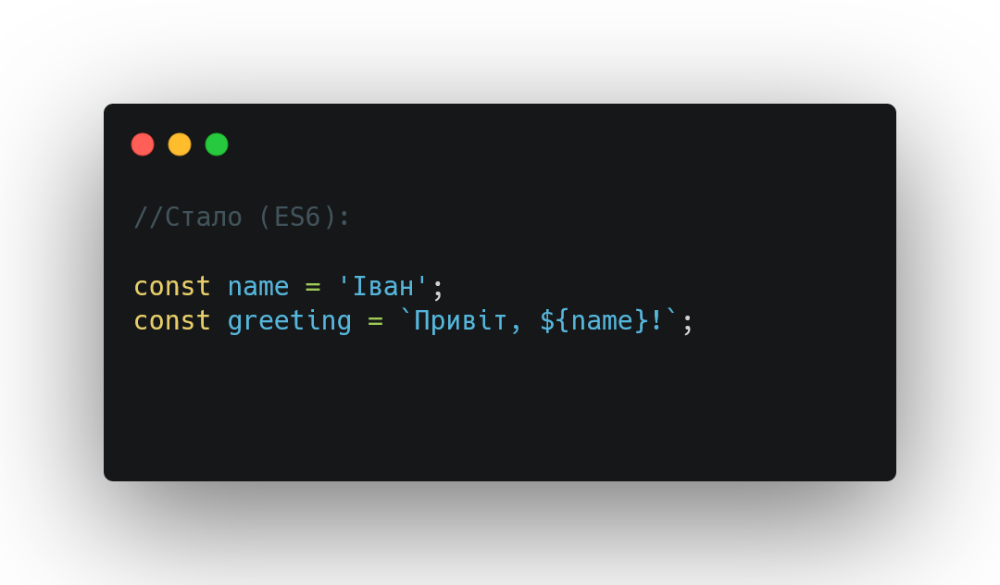 //Стало (ES6):
const name = 'Іван';
const greeting = `Привіт, ${name}!`;